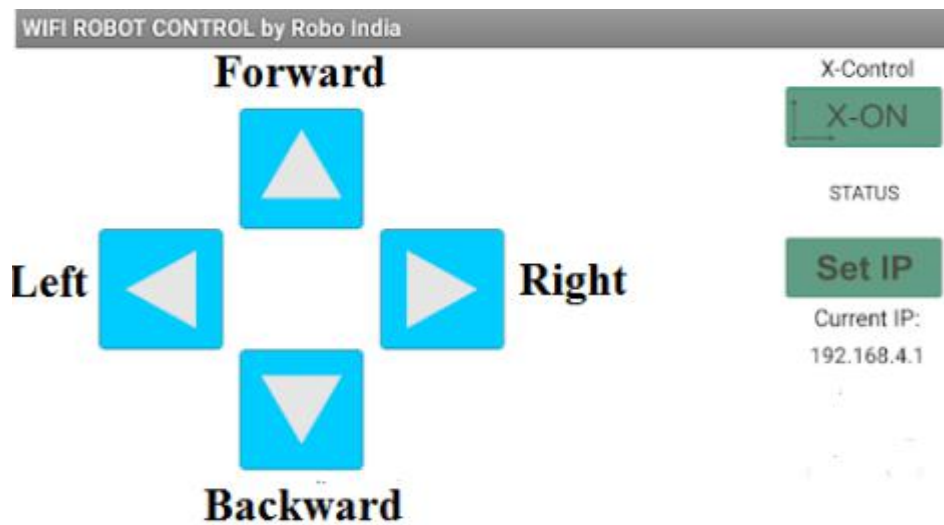 WIFI ROBOT CONTROL by Robo India
Forward
Left
Right
Backward
X-Control
X-ON
STATUS
Set IP
Current IP:
192.168.4.1